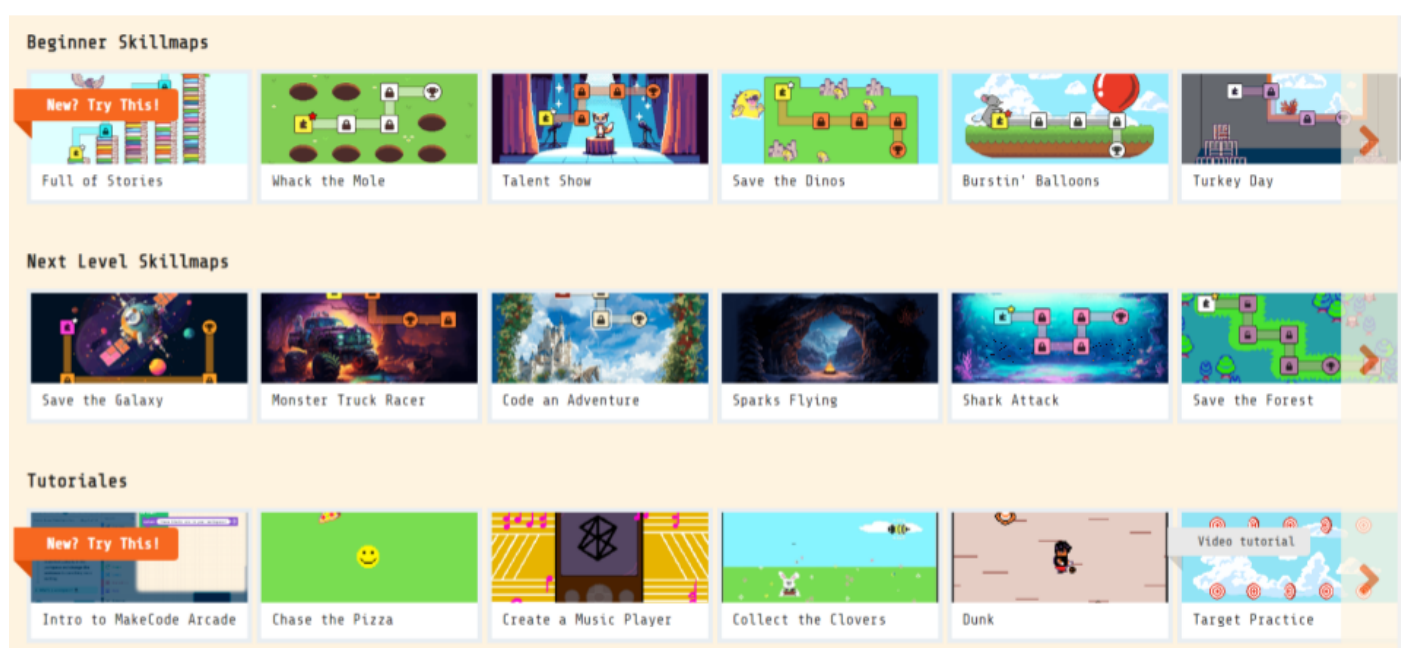 Beginner Skillmaps
New? Try This!
Full of Stories
Whack the Mole
Talent Show
Save the Dinos
Burstin' Balloons
Turkey Day
Next Level Skillmaps
Save the Galaxy
Monster Truck Racer
Code an Adventure
Sparks Flying
Shark Attack
Save the Forest
Tutoriales
New? Try This!
Video tutorial
Intro to MakeCode Arcade
Chase the Pizza
Create a Music Player
Collect the Clovers
Dunk
Target Practice